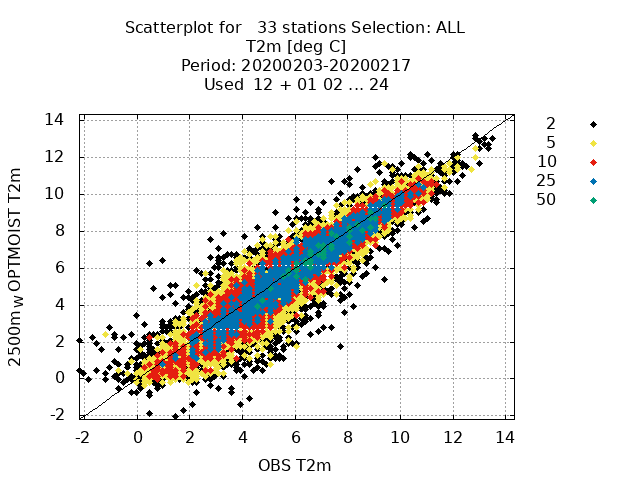 Scatterplot for   33 stations Selection: ALL
T2m [deg C]
Period: 20200203-20200217
Used  12 + 01 02 ... 24
2500m W OPTMOIST T2m
14
12
10
8
6
4
2
0
-2
-2 0 2 4 6 8 10 12 14
OBS T2m
2
5
10
25
50